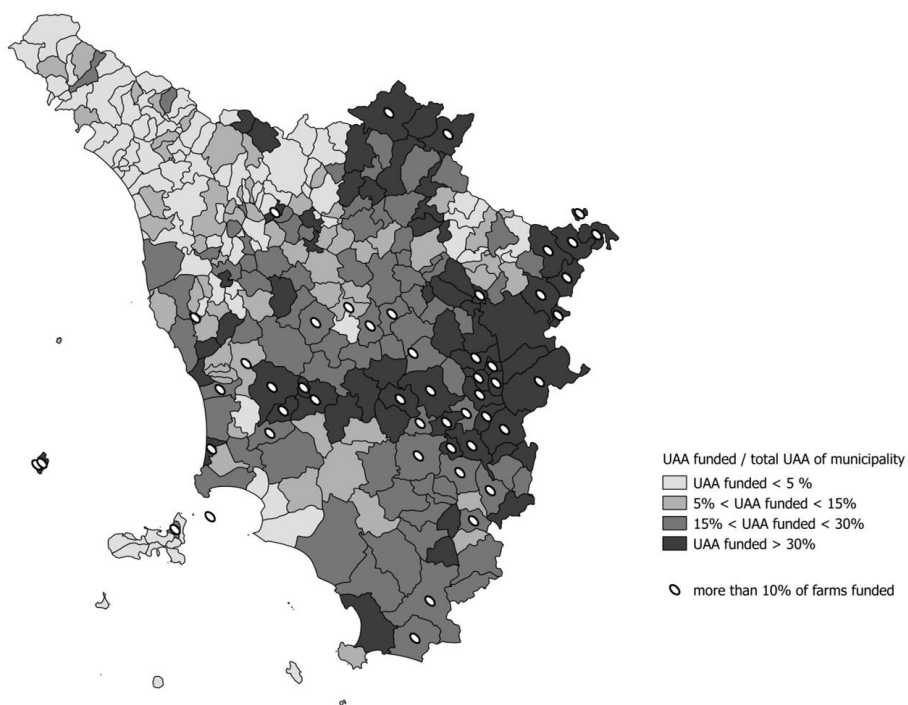 UAA funded / total UAA of municipality
UAA funded < 5 %
5% < UAA funded < 15%
15% < UAA funded < 30%
UAA funded > 30%
more than 10% of farms funded